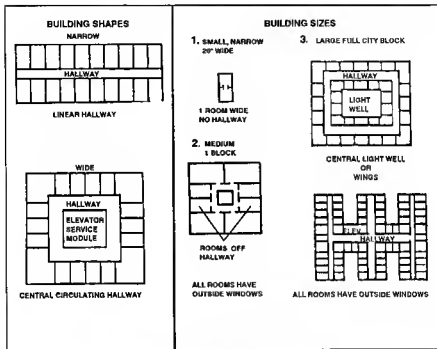 BUILDING SHAPES
NARROW
HALLWAY
LINEAR HALLWAY
WIDE
HALLWAY
ELEVATOR
SERVICE
MODULE
CENTRAL CIRCULATING HALLWAY
BUILDING SIZES
1. SMALL, NARROW
20" WIDE
1 ROOM WIDE
NO HALLWAY
2. MEDIUM
1 BLOCK
ROOMS OFF
HALLWAY
ALL ROOMS HAVE
OUTSIDE WINDOWS
3. LARGE FULL CITY BLOCK
HALLWAY
LIGHT
WELL
CENTRAL LIGHT WELL
OR
WINGS
ELEV.
HALLWAY
ALL ROOMS HAVE OUTSIDE WINDOWS